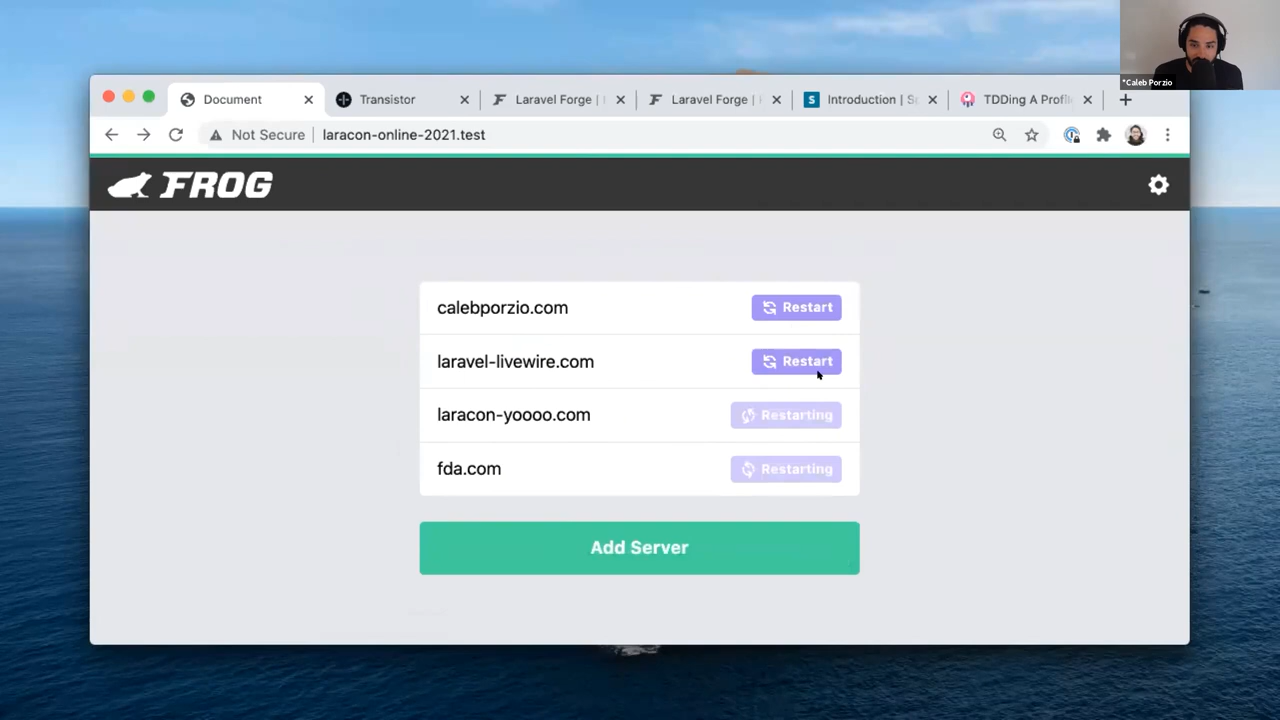 *Caleb Porzio
Document
Transistor
Laravel Forge |
Laravel Forge |
Introduction | S
TDDing A Profil
Not Secure
laracon-online-2021.test
FROG
calebporzio.com
Restart
laravel-livewire.com
Restart
laracon-yoooo.com
Restarting
fda.com
Restarting
Add Server